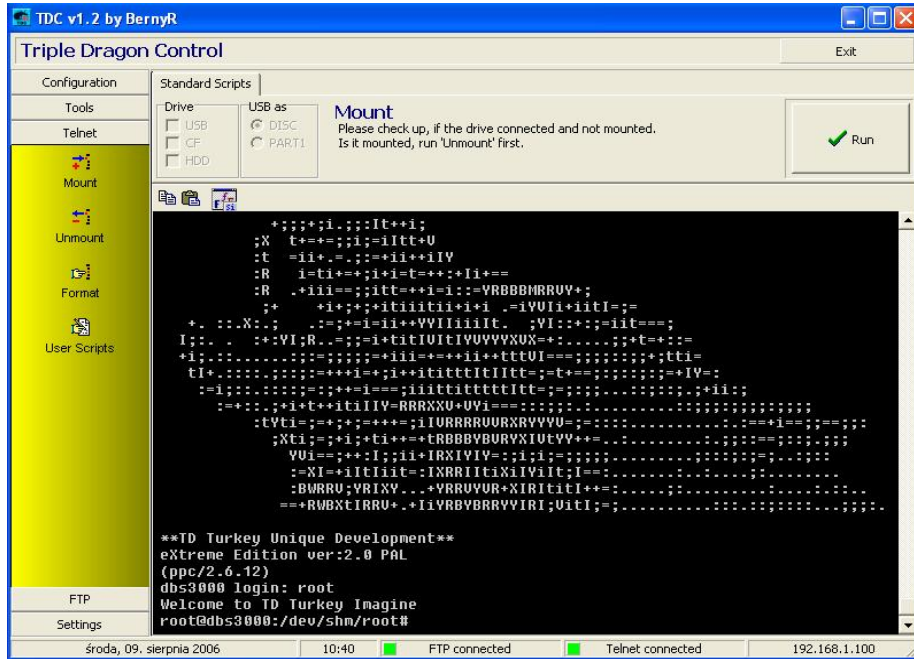 TDC v1.2 by BernyR
Triple Dragon Control
Exit
Configuration
Tools
Telnet
Mount
Unmount
Format
User Scripts
FTP
Settings
Standard Scripts
Drive
USB
CF
HDD
USB as
DISC
PART1
Mount
Please check up, if the drive connected and not mounted.
Is it mounted, run 'Unmount' first.
Run
**TD Turkey Unique Development**
eXtreme Edition ver:2.0 PAL
(ppc/2.6.12)
dbs3000 login: root
Welcome to TD Turkey Imagine
root@dbs3000:/dev/shm/root#
środa, 09. sierpnia 2006
10:40
FTP connected
Telnet connected
192.168.1.100